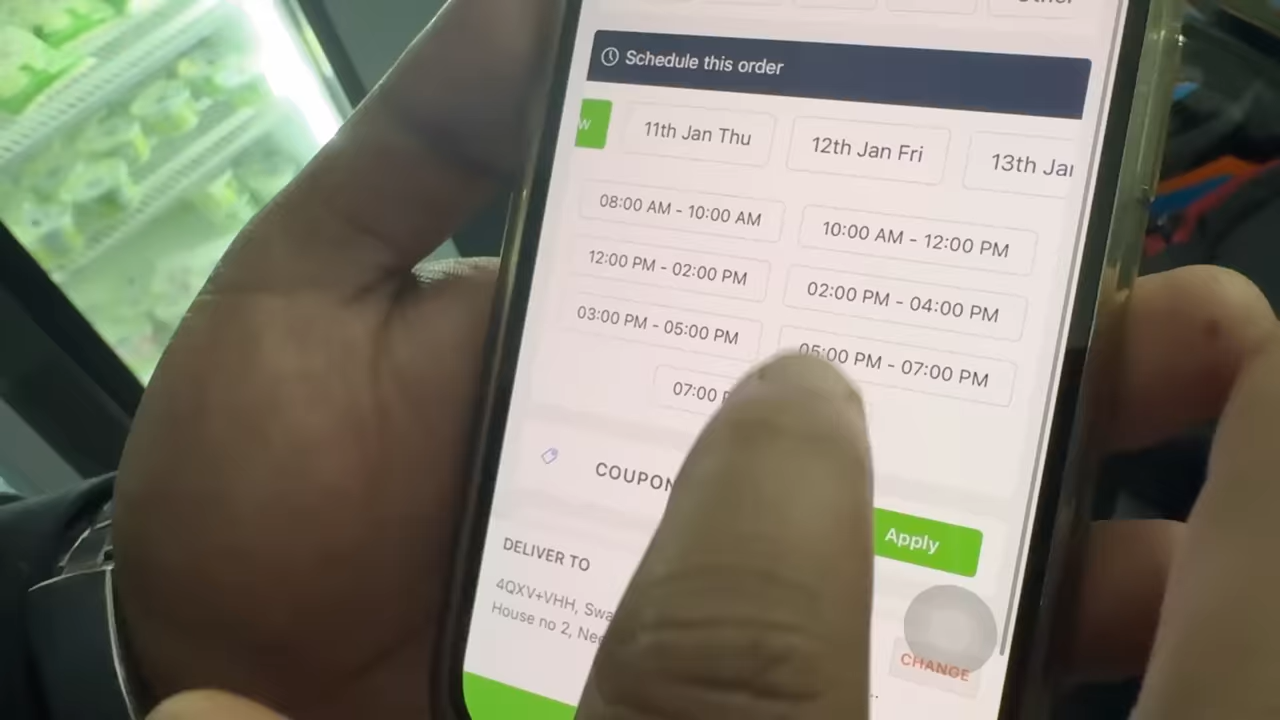 Other
Schedule this order
11th Jan Thu
12th Jan Fri
08:00 AM - 10:00 AM
10:00 AM - 12:00 PM
12:00 PM - 02:00 PM
02:00 PM - 04:00 PM
03:00 PM - 05:00 PM
05:00 PM - 07:00 PM
07:00
COUPON
Apply
DELIVER TO
4QXV+VHH,
House no 2,
CHANGE